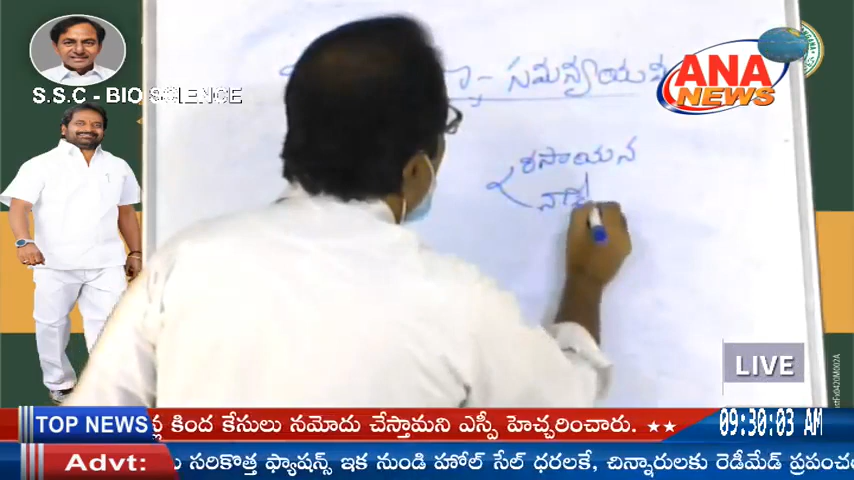 S.S.C - BIO SCIENCE
- సమన్వయ
ANA
NEWS
రసాయన
LIVE
TOP NEWS
కింద కేసులు నమోదు చేస్తామని ఎస్పీ హెచ్చరించారు. ★★
09:30:03 AM
Advt:
సరికొత్త ఫ్యాషన్స్ ఇక నుండి హోల్ సేల్ ధరలకే, చిన్నారులకు రెడీమేడ్